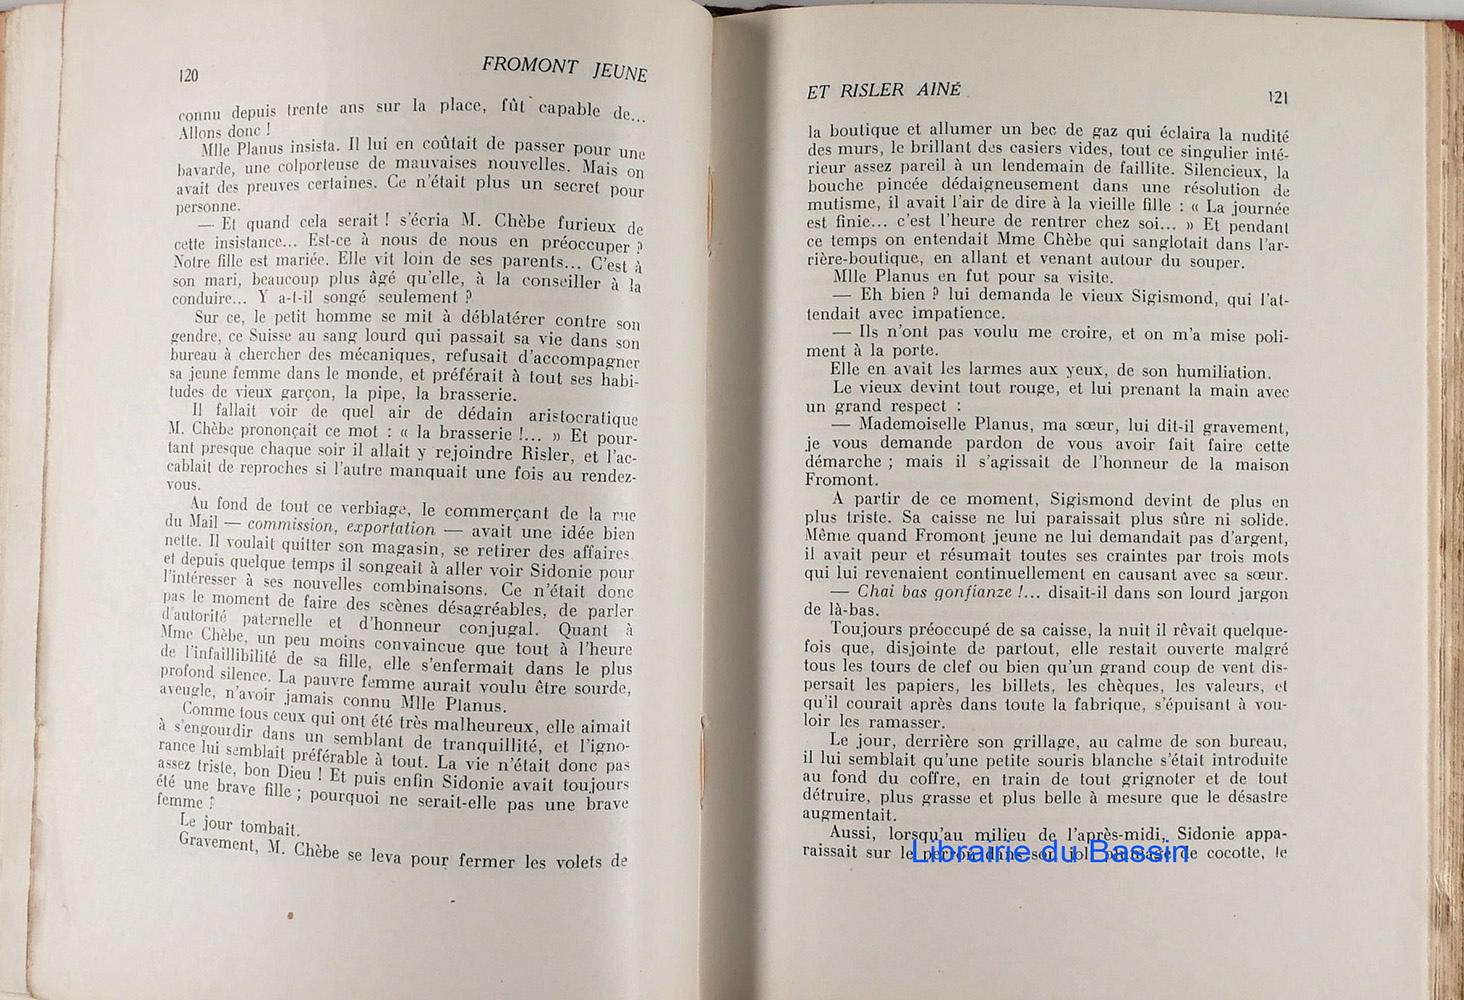 120
FROMONT JEUNE
connu depuis trente ans sur la place, fût capable de...
Allons donc !
Mlle Planus insista. Il lui en coûtait de passer pour une
bavarde, une colporteuse de mauvaises nouvelles. Mais on
avait des preuves certaines. Ce n'était plus un secret pour
personne.
— Et quand cela serait ! s'écria M. Chèbe furieux de
cette insistance... Est-ce à nous de nous en préoccuper ?
Notre fille est mariée. Elle vit loin de ses parents... C'est à
son mari, beaucoup plus âgé qu'elle, à la conseiller à la
conduire... Y a-t-il songé seulement ?
Sur ce, le petit homme se mit à déblatérer contre son
gendre, ce Suisse au sang lourd qui passait sa vie dans son
bureau à chercher des mécaniques, refusait d'accompagner
sa jeune femme dans le monde, et préférait à tout ses habi-
tudes de vieux garçon, la pipe, la brasserie.
Il fallait voir de quel air de dédain aristocratique
M. Chèbe prononçait ce mot : « la brasserie !... » Et pour-
tant presque chaque soir il allait y rejoindre Risler, et l'ac-
cablait de reproches si l'autre manquait une fois au rendez-
vous.
Au fond de tout ce verbiage, le commerçant de la rue
du Mail — commission, exportation — avait une idée bien
nette. Il voulait quitter son magasin, se retirer des affaires
et depuis quelque temps il songeait à aller voir Sidonie pour
l'intéresser à ses nouvelles combinaisons. Ce n'était donc
pas le moment de faire des scènes désagréables, de parler
d'autorité paternelle et d'honneur conjugal. Quant à
Mme Chèbe, un peu moins convaincue que tout à l'heure
de l'infaillibilité de sa fille, elle s'enfermait dans le plus
profond silence. La pauvre femme aurait voulu être sourde,
aveugle, n'avoir jamais connu Mlle Planus.
Comme tous ceux qui ont été très malheureux, elle aimait
à s'engourdir dans un semblant de tranquillité, et l'igno-
rance lui semblait préférable à tout. La vie n'était donc pas
assez triste, bon Dieu ! Et puis enfin Sidonie avait toujours
été une brave fille ; pourquoi ne serait-elle pas une brave
femme ?
Le jour tombait.
Gravement, M. Chèbe se leva pour fermer les volets de
ET RISLER AINÉ
121
la boutique et allumer un bec de gaz qui éclaira la nudité
des murs, le brillant des casiers vides, tout ce singulier inté-
rieur assez pareil à un lendemain de faillite. Silencieux, la
bouche pincée dédaigneusement dans une résolution de
mutisme, il avait l'air de dire à la vieille fille : « La journée
est finie... c'est l'heure de rentrer chez soi... » Et pendant
ce temps on entendait Mme Chèbe qui sanglotait dans l'ar-
rière-boutique, en allant et venant autour du souper.
Mlle Planus en fut pour sa visite.
— Eh bien ? lui demanda le vieux Sigismond, qui l'at-
tendait avec impatience.
— Ils n'ont pas voulu me croire, et on m'a mise poli-
ment à la porte.
Elle en avait les larmes aux yeux, de son humiliation.
Le vieux devint tout rouge, et lui prenant la main avec
un grand respect :
— Mademoiselle Planus, ma sœur, lui dit-il gravement,
je vous demande pardon de vous avoir fait faire cette
démarche ; mais il s'agissait de l'honneur de la maison
Fromont.
A partir de ce moment, Sigismond devint de plus en
plus triste. Sa caisse ne lui paraissait plus sûre ni solide.
Même quand Fromont jeune ne lui demandait pas d'argent,
il avait peur et résumait toutes ses craintes par trois mots
qui lui revenaient continuellement en causant avec sa sœur.
— Chai bas gonfianze !... disait-il dans son lourd jargon
de là-bas.
Toujours préoccupé de sa caisse, la nuit il rêvait quelque-
fois que, disjointe de partout, elle restait ouverte malgré
tous les tours de clef ou bien qu'un grand coup de vent dis-
persait les papiers, les billets, les chèques, les valeurs, et
qu'il courait après dans toute la fabrique, s'épuisant à vou-
loir les ramasser.
Le jour, derrière son grillage, au calme de son bureau,
il lui semblait qu'une petite souris blanche s'était introduite
au fond du coffre, en train de tout grignoter et de tout
détruire, plus grasse et plus belle à mesure que le désastre
augmentait.
Aussi, lorsqu'au milieu de l'après-midi, Sidonie appa-
raissait sur le perron dans son joli plumage de cocotte, le
Librairie du Bassin